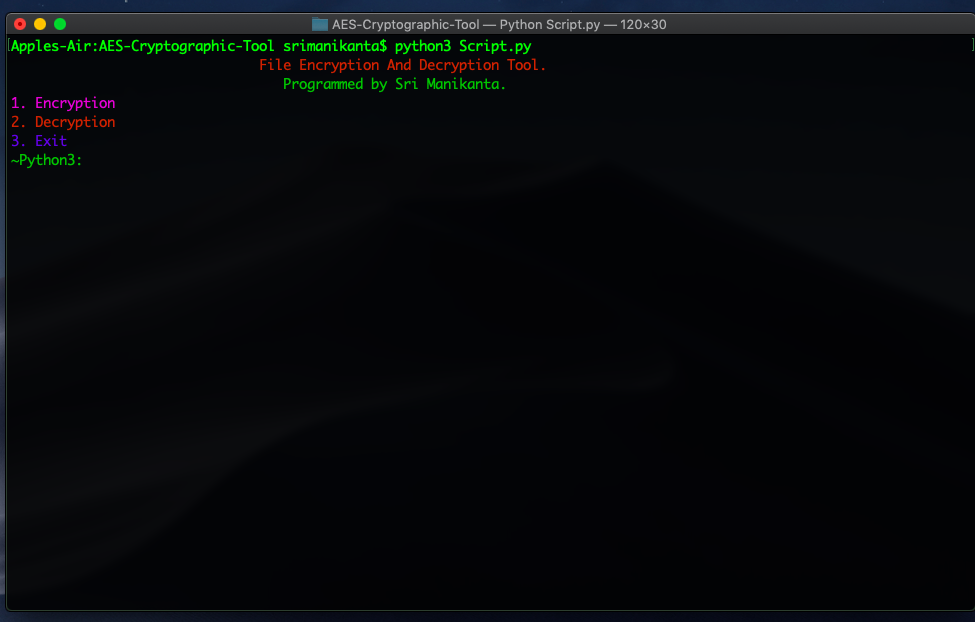 AES-Cryptographic-Tool — Python Script.py — 120×30
[Apples-Air:AES-Cryptographic-Tool srimanikanta$ python3 Script.py ]
File Encryption And Decryption Tool.
Programmed by Sri Manikanta.
1. Encryption
2. Decryption
3. Exit
~Python3: